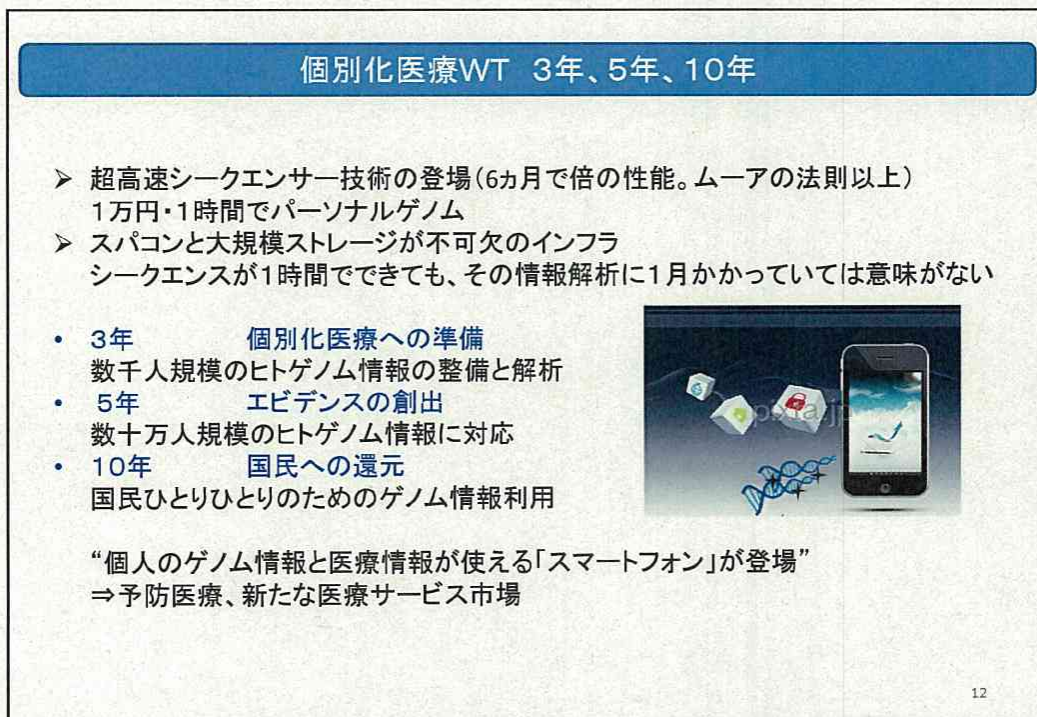 個別化医療WT 3年、5年、10年
➢ 超高速シークエンサー技術の登場(6ヵ月で倍の性能。ムーアの法則以上)
1万円・1時間でパーソナルゲノム
➢ スパコンと大規模ストレージが不可欠のインフラ
シークエンスが1時間でできても、その情報解析に1月かかっていては意味がない
• 3年 個別化医療への準備
数千人規模のヒトゲノム情報の整備と解析
• 5年 エビデンスの創出
数十万人規模のヒトゲノム情報に対応
• 10年 国民への還元
国民ひとりひとりのためのゲノム情報利用
“個人のゲノム情報と医療情報が使える「スマートフォン」が登場”
⇒予防医療、新たな医療サービス市場
12